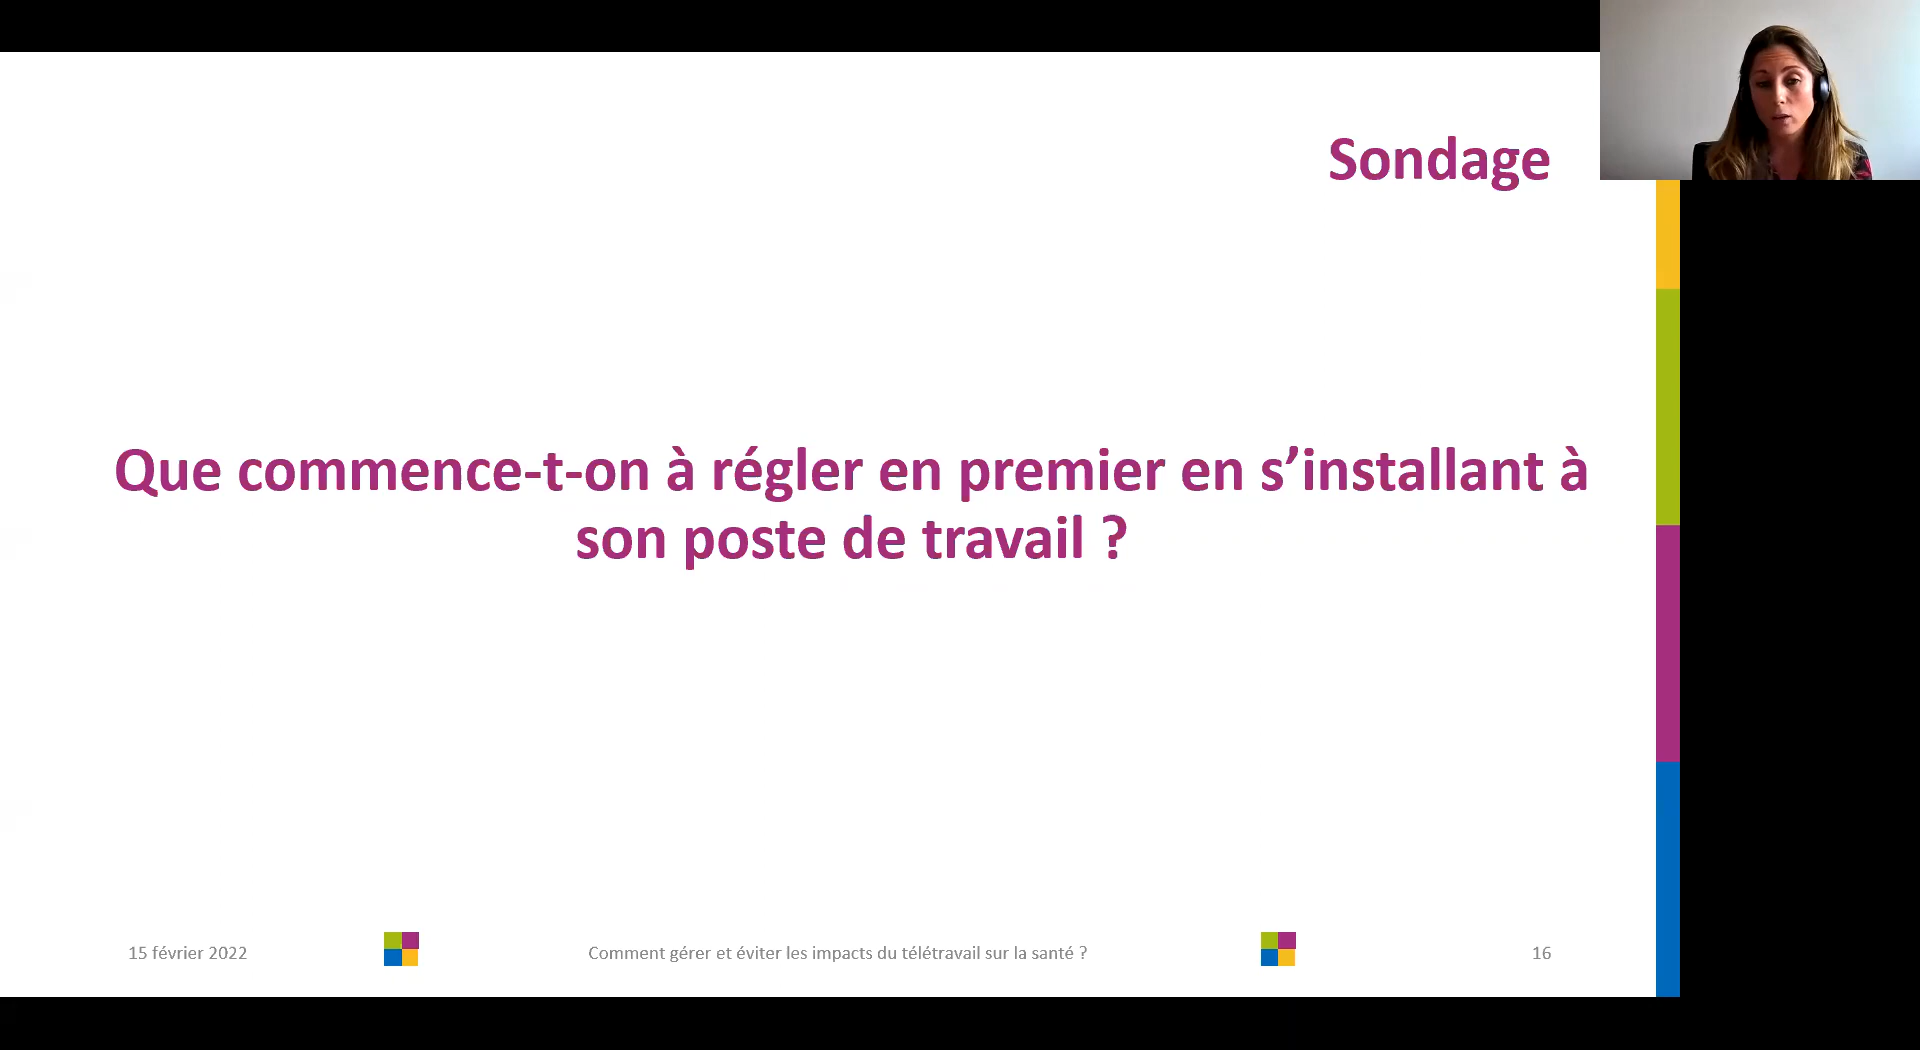 Sondage
Que commence-t-on à régler en premier en s’installant à
son poste de travail ?
15 février 2022
Comment gérer et éviter les impacts du télétravail sur la santé ?
16